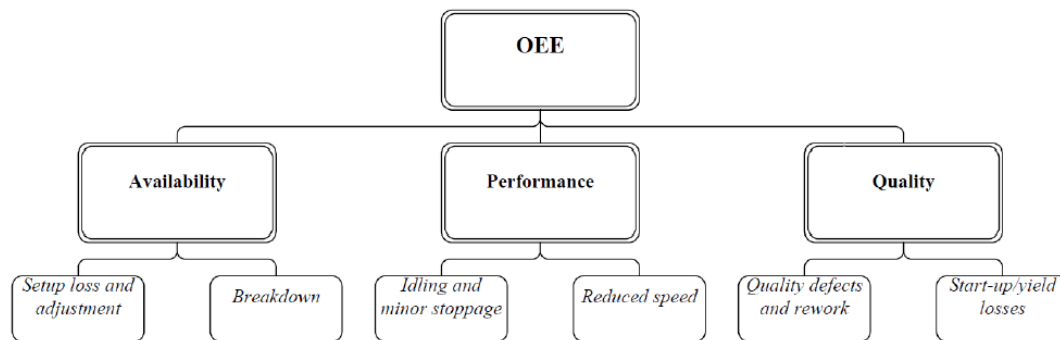 OEE
Availability
Performance
Quality
Setup loss and
adjustment
Breakdown
Idling and
minor stoppage
Reduced speed
Quality defects
and rework
Start-up/yield
losses